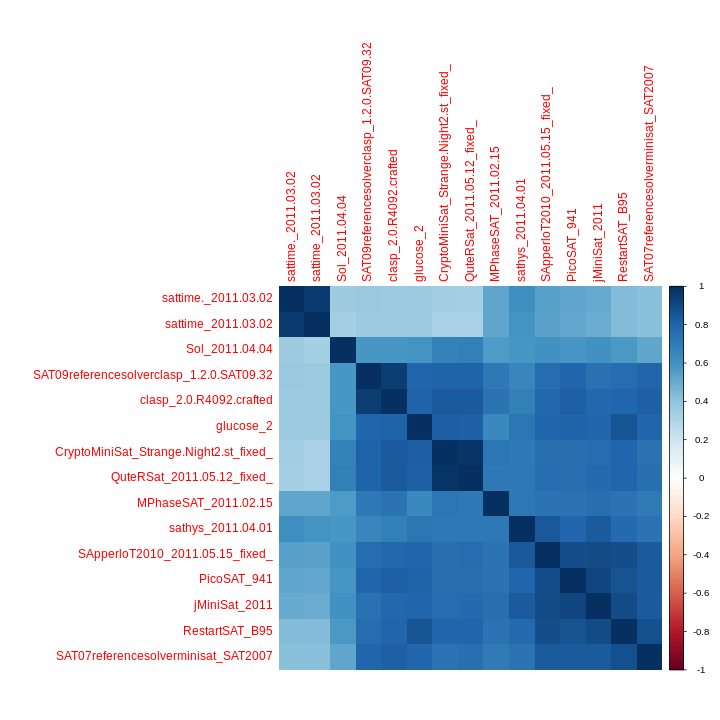 sattime._2011.03.02
sattime_2011.03.02
Sol_2011.04.04
SAT09referencesolverclasp_1.2.0.SAT09.32
clasp_2.0.R4092.crafted
glucose_2
CryptoMiniSat_Strange.Night2.st_fixed_
QuteRSat_2011.05.12_fixed_
MPhaseSAT_2011.02.15
sathys_2011.04.01
SApperloT2010_2011.05.15_fixed_
PicoSAT_941
jMiniSat_2011
RestartSAT_B95
SAT07referencesolverminisat_SAT2007
sattime._2011.03.02
sattime_2011.03.02
Sol_2011.04.04
SAT09referencesolverclasp_1.2.0.SAT09.32
clasp_2.0.R4092.crafted
glucose_2
CryptoMiniSat_Strange.Night2.st_fixed_
QuteRSat_2011.05.12_fixed_
MPhaseSAT_2011.02.15
sathys_2011.04.01
SApperloT2010_2011.05.15_fixed_
PicoSAT_941
jMiniSat_2011
RestartSAT_B95
SAT07referencesolverminisat_SAT2007
1
0.8
0.6
0.4
0.2
0
-0.2
-0.4
-0.6
-0.8
-1